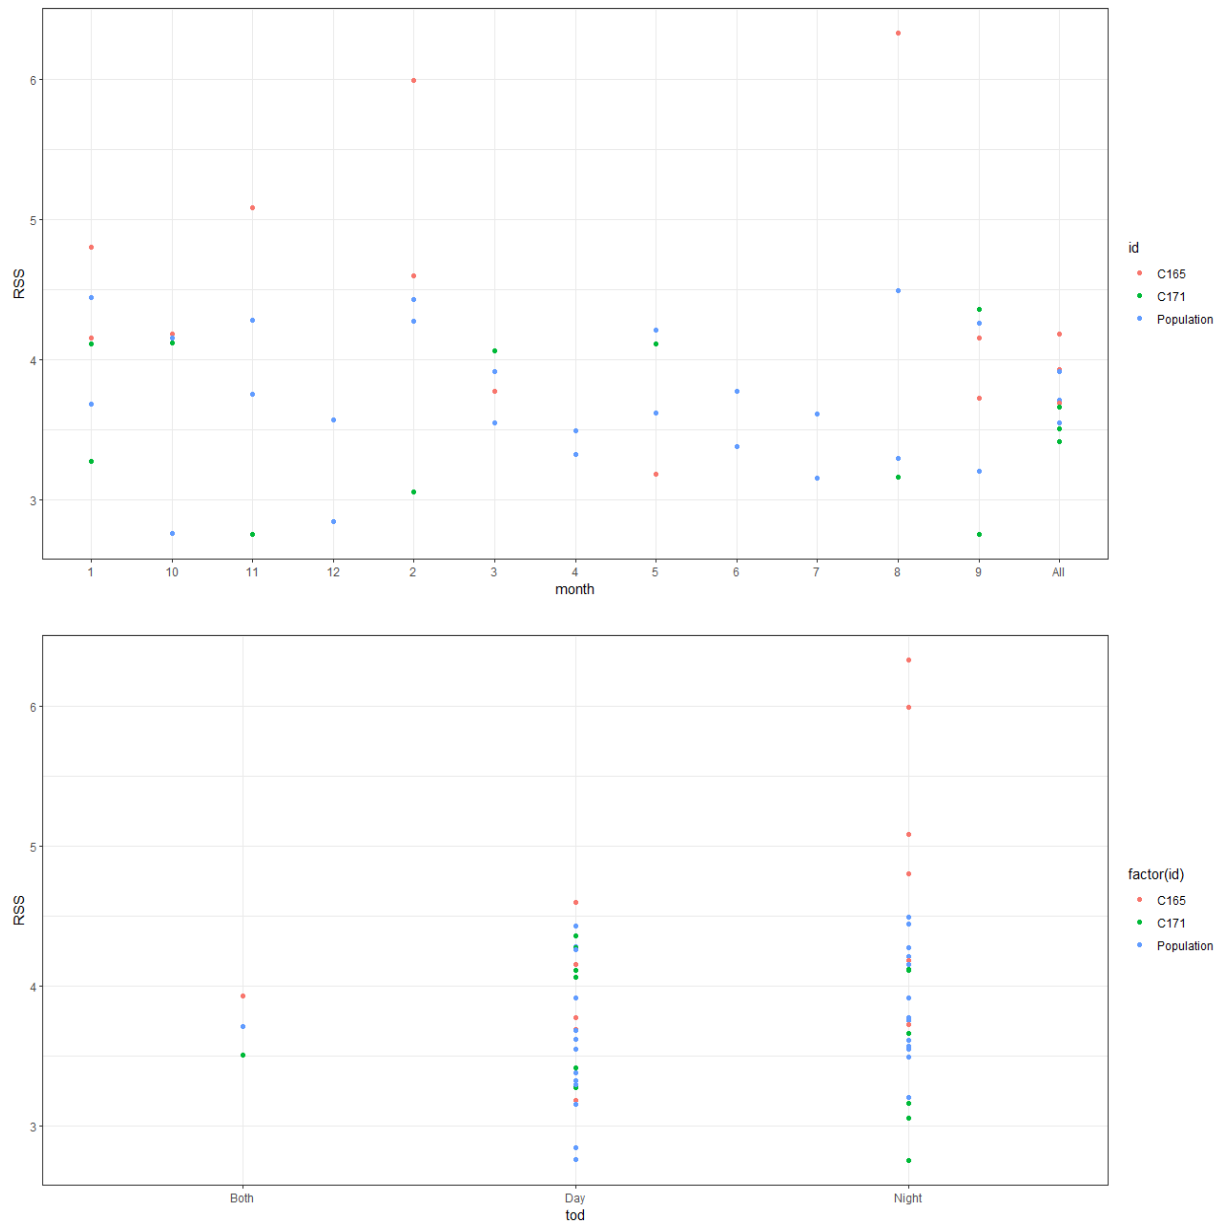 6
5
4
3
RSS
1 10 11 12 2 3 4 5 6 7 8 9 All
month
id
C165
C171
Population
6
5
4
3
RSS
Both Day Night
tod
factor(id)
C165
C171
Population